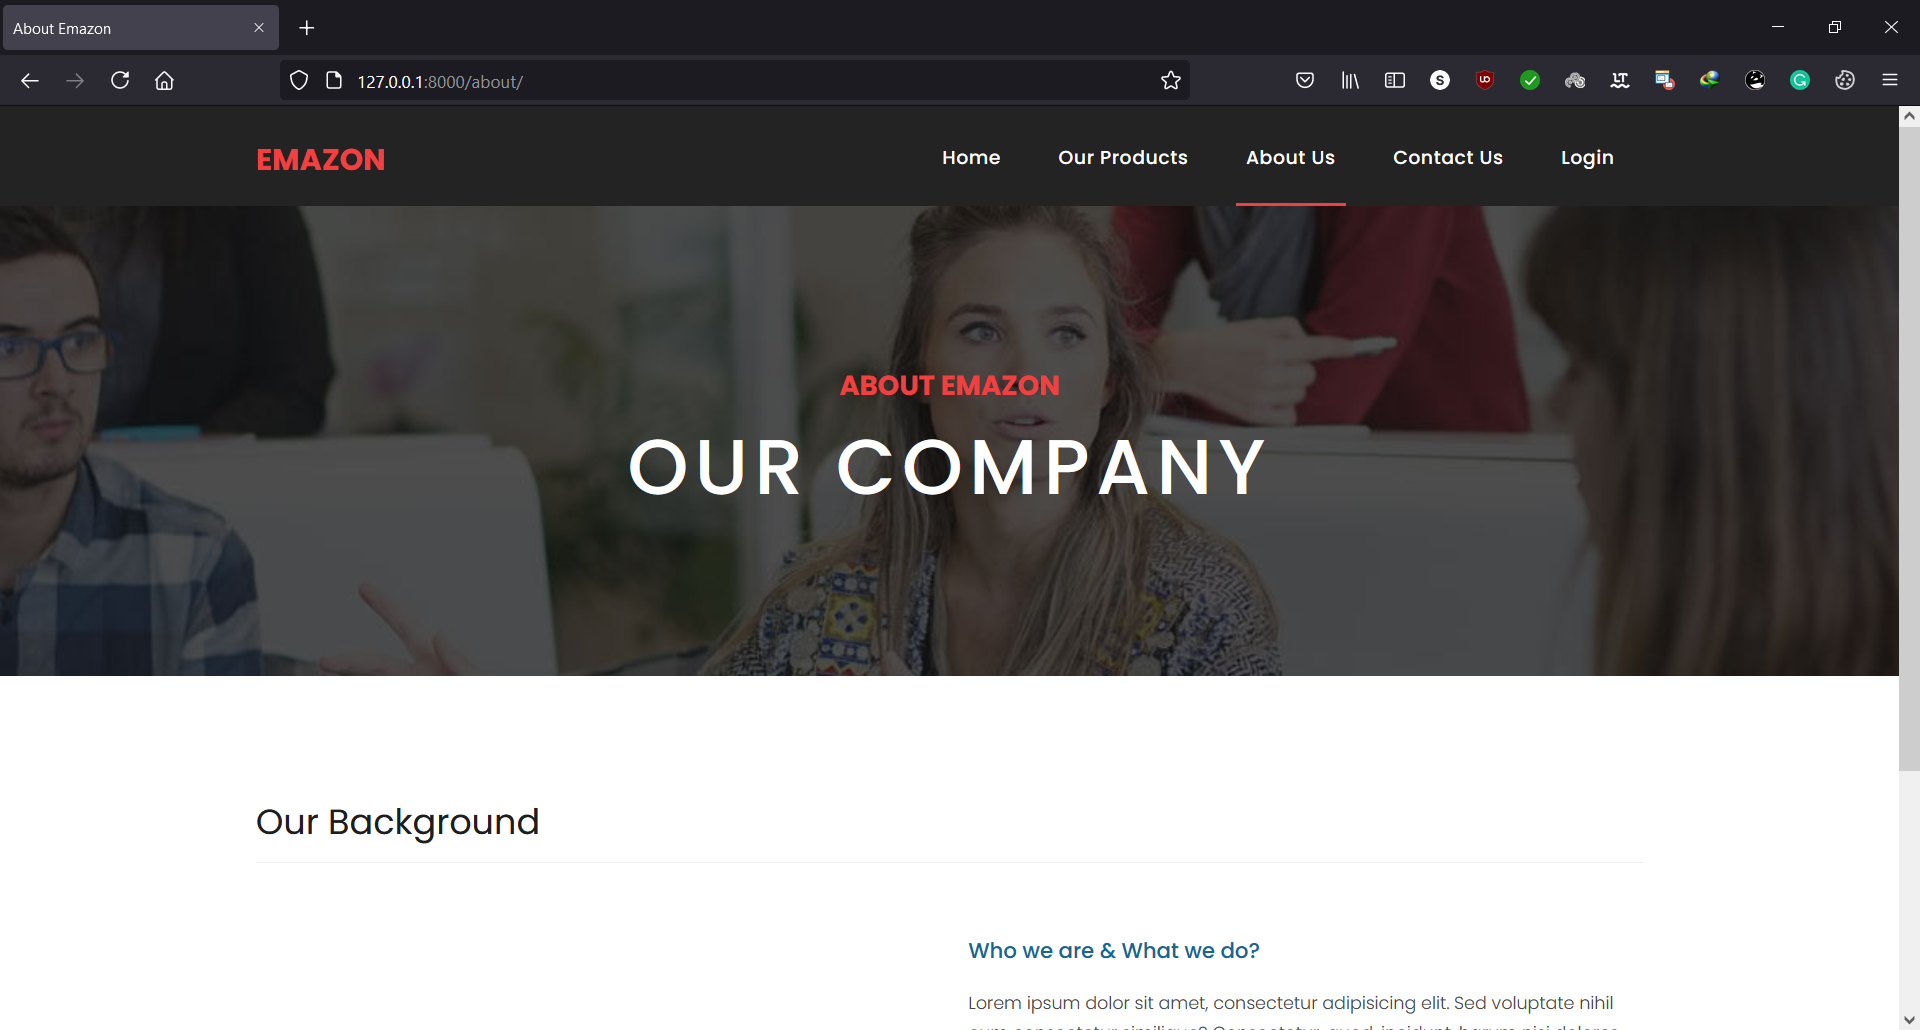 About Emazon
127.0.0.1:8000/about/
EMAZON
Home Our Products About Us Contact Us Login
ABOUT EMAZON
OUR COMPANY
Our Background
Who we are & What we do?
Lorem ipsum dolor sit amet, consectetur adipisicing elit. Sed voluptate nihil